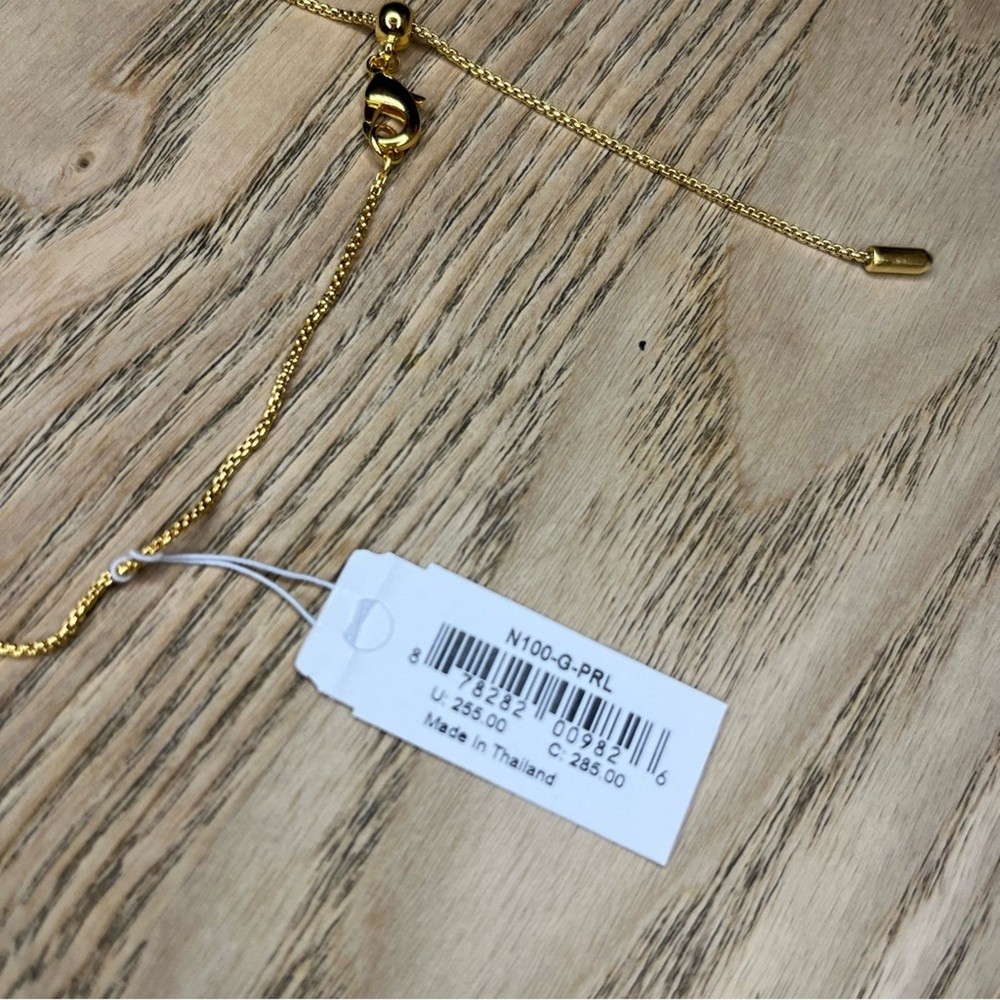 N100-G-PRL
8 78282 00982 6
U: 255.00 C: 285.00
Made In Thailand